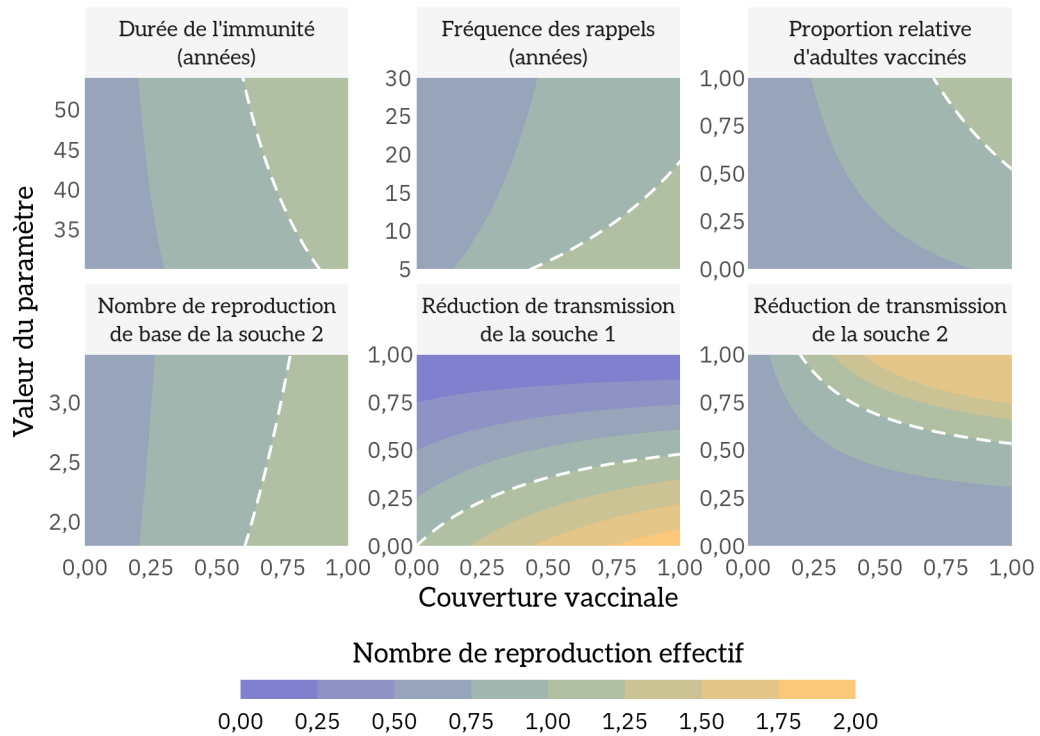 Durée de l'immunité
(années)
Fréquence des rappels
(années)
Proportion relative
d'adultes vaccinés
50
45
40
35
30
25
20
15
10
5
1,00
0,75
0,50
0,25
0,00
Valeur du paramètre
Nombre de reproduction
de base de la souche 2
Réduction de transmission
de la souche 1
Réduction de transmission
de la souche 2
3,0
2,5
2,0
1,00
0,75
0,50
0,25
0,00
1,00
0,75
0,50
0,25
0,00
0,00 0,25 0,50 0,75 1,00
0,00 0,25 0,50 0,75 1,00
0,00 0,25 0,50 0,75 1,00
Couverture vaccinale
Nombre de reproduction effectif
0,00 0,25 0,50 0,75 1,00 1,25 1,50 1,75 2,00